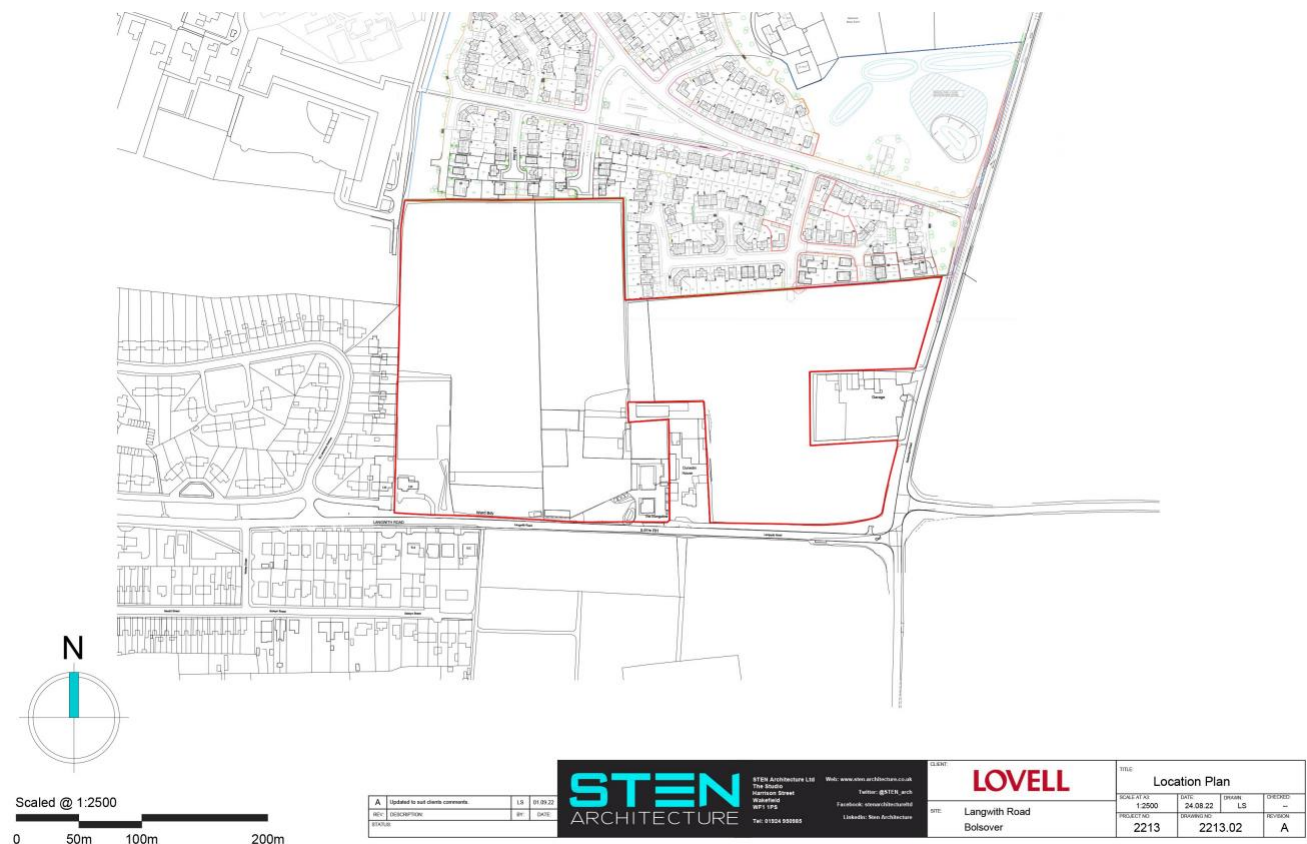 Garage
LANGWITH ROAD
Langwith Road
Langwith Road
N
Scaled @ 1:2500
0 50m 100m 200m
A Updated to suit clients comments. LS 01.09.22
REV: DESCRIPTION: BY: DATE:
STATUS:
STEN
ARCHITECTURE
STEN Architecture Ltd
The Studio
Harrison Street
Wakefield
WF1 1PS
Web: www.sten-architecture.co.uk
Twitter: @STEN_arch
Facebook: stenarchitectureltd
LinkedIn: Sten Architecture
CLIENT:
LOVELL
SITE:
Langwith Road
Bolsover
TITLE:
Location Plan
SCALE AT A3: DATE: DRAWN: CHECKED:
1:2500 24.08.22 LS --
PROJECT NO: DRAWING NO: REVISION:
2213 2213.02 A